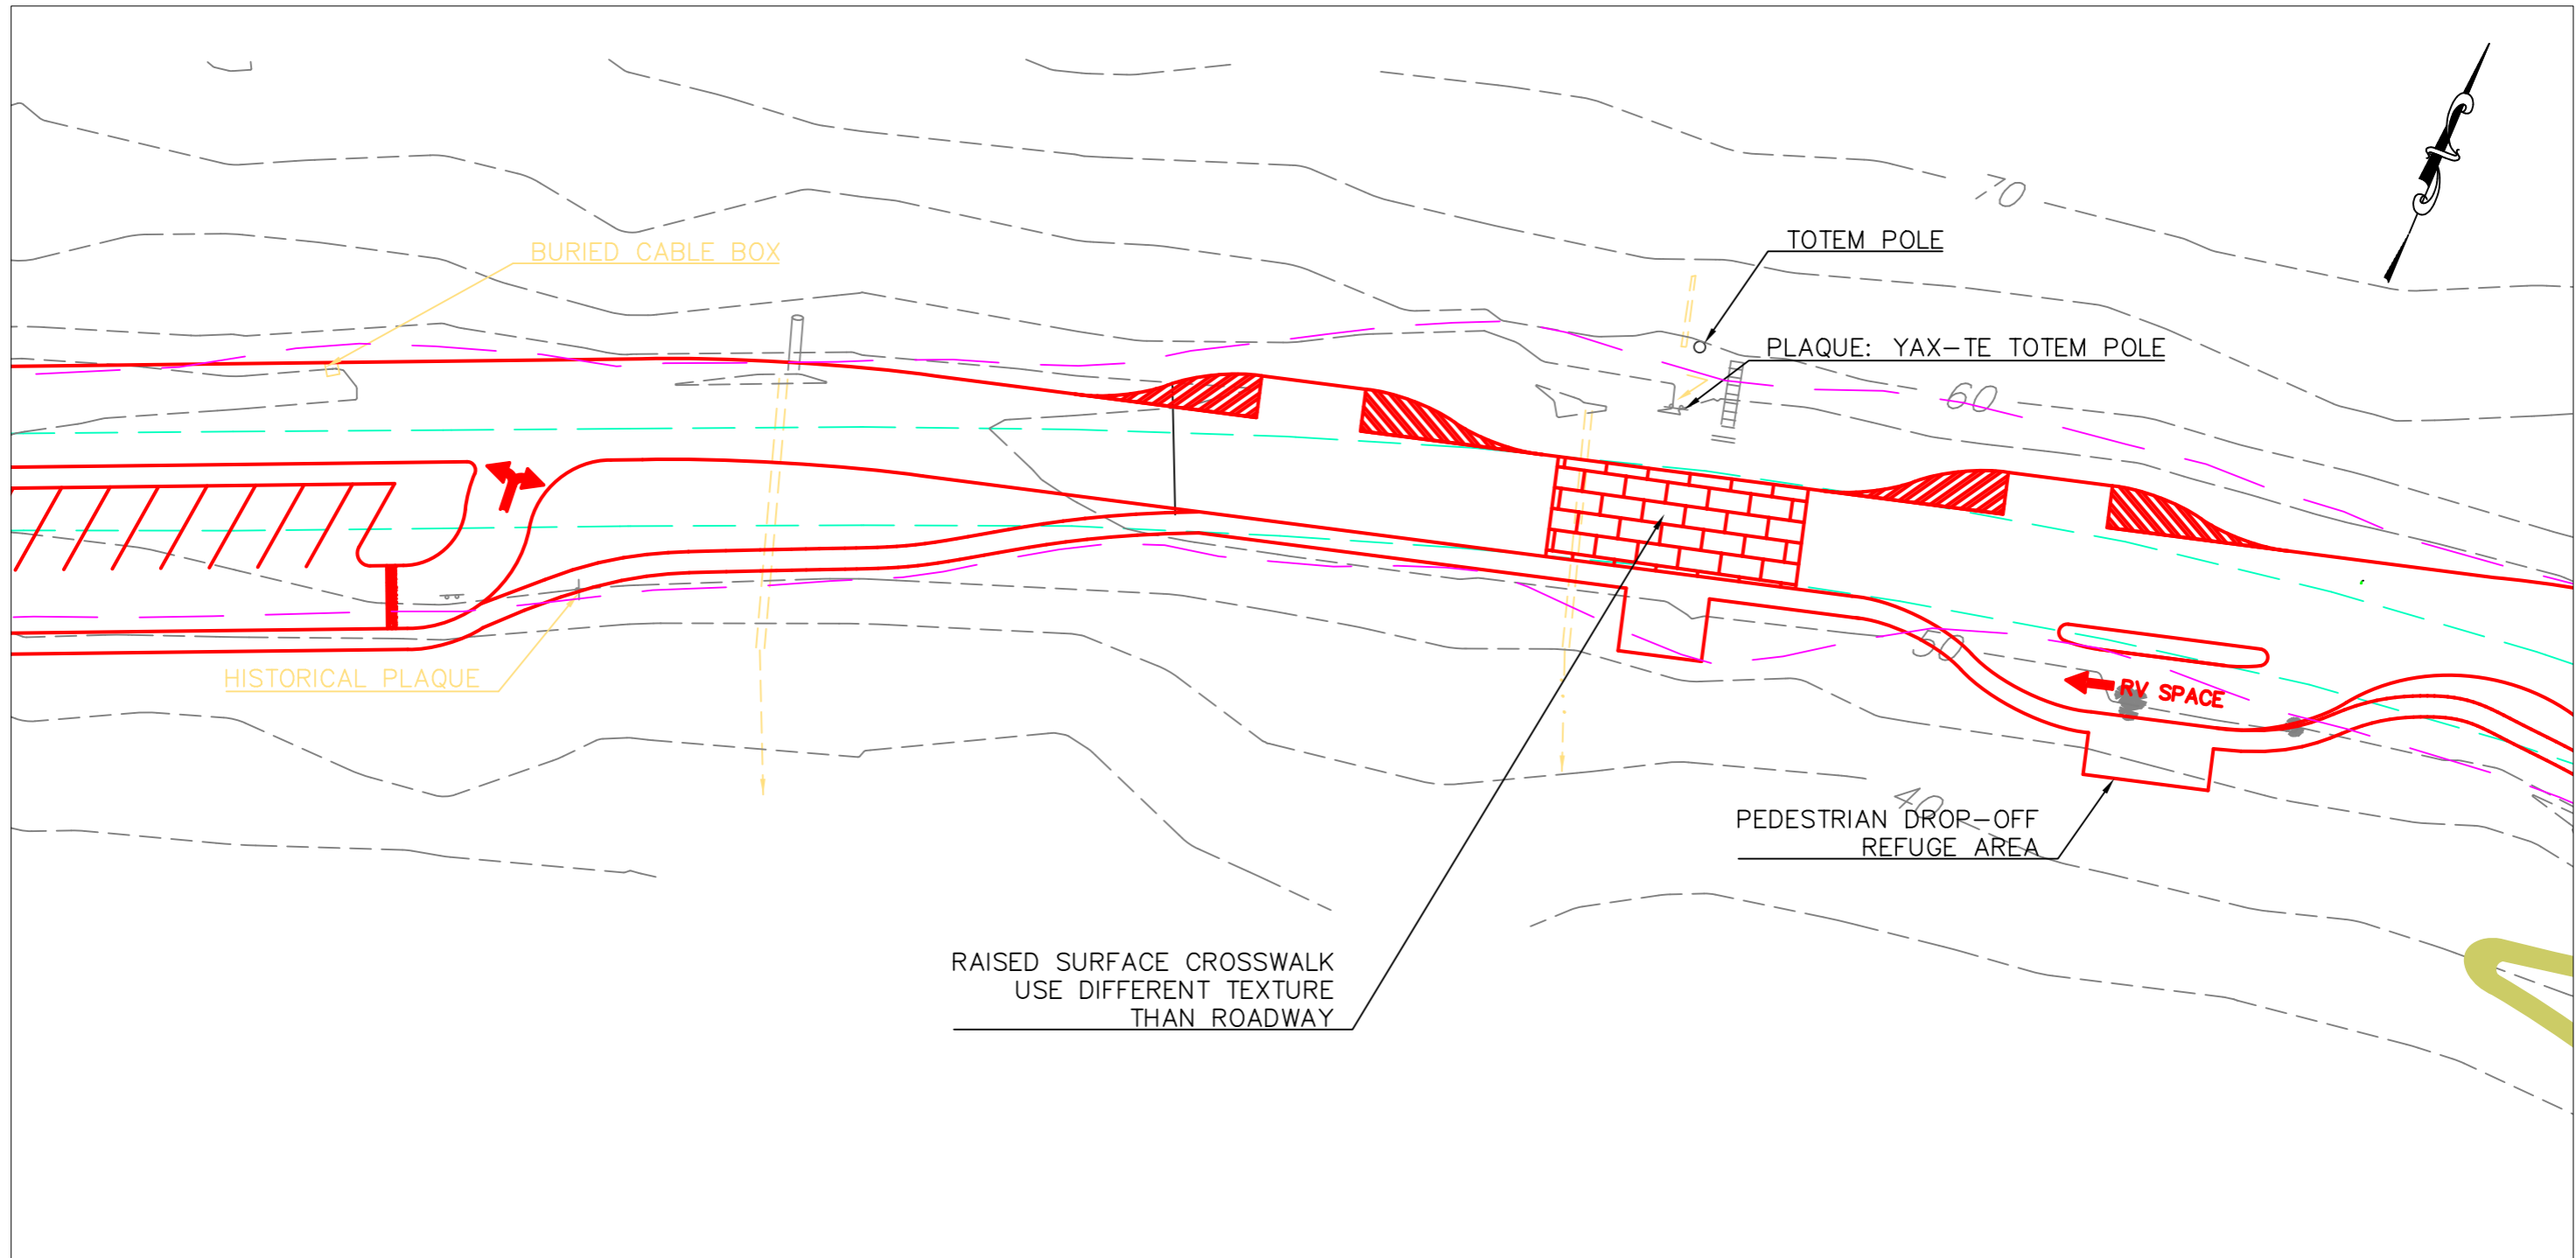 70
TOTEM POLE
BURIED CABLE BOX
PLAQUE: YAX-TE TOTEM POLE
60
50
HISTORICAL PLAQUE
RV SPACE
40
PEDESTRIAN DROP-OFF
REFUGE AREA
RAISED SURFACE CROSSWALK
USE DIFFERENT TEXTURE
THAN ROADWAY